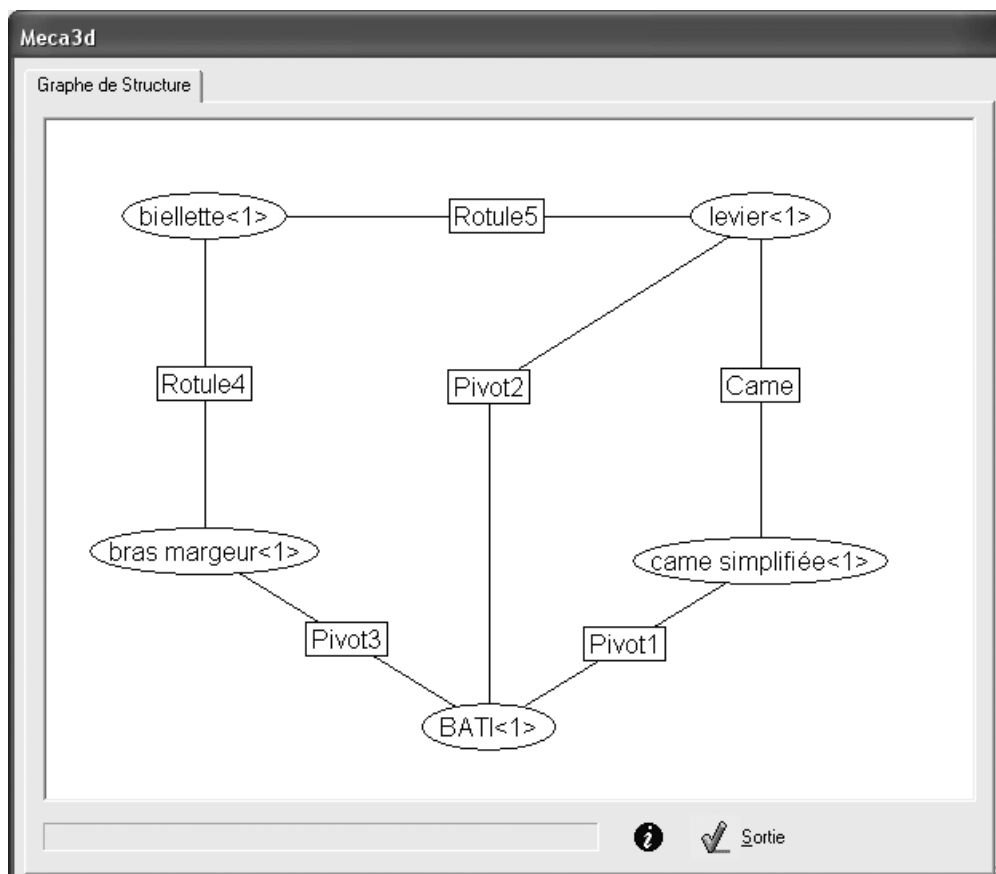 Meca3d
Graphe de Structure
biellette<1>
Rotule5
levier<1>
Rotule4
Pivot2
Came
bras margeur<1>
came simplifiée<1>
Pivot3
Pivot1
BATI<1>
Sortie